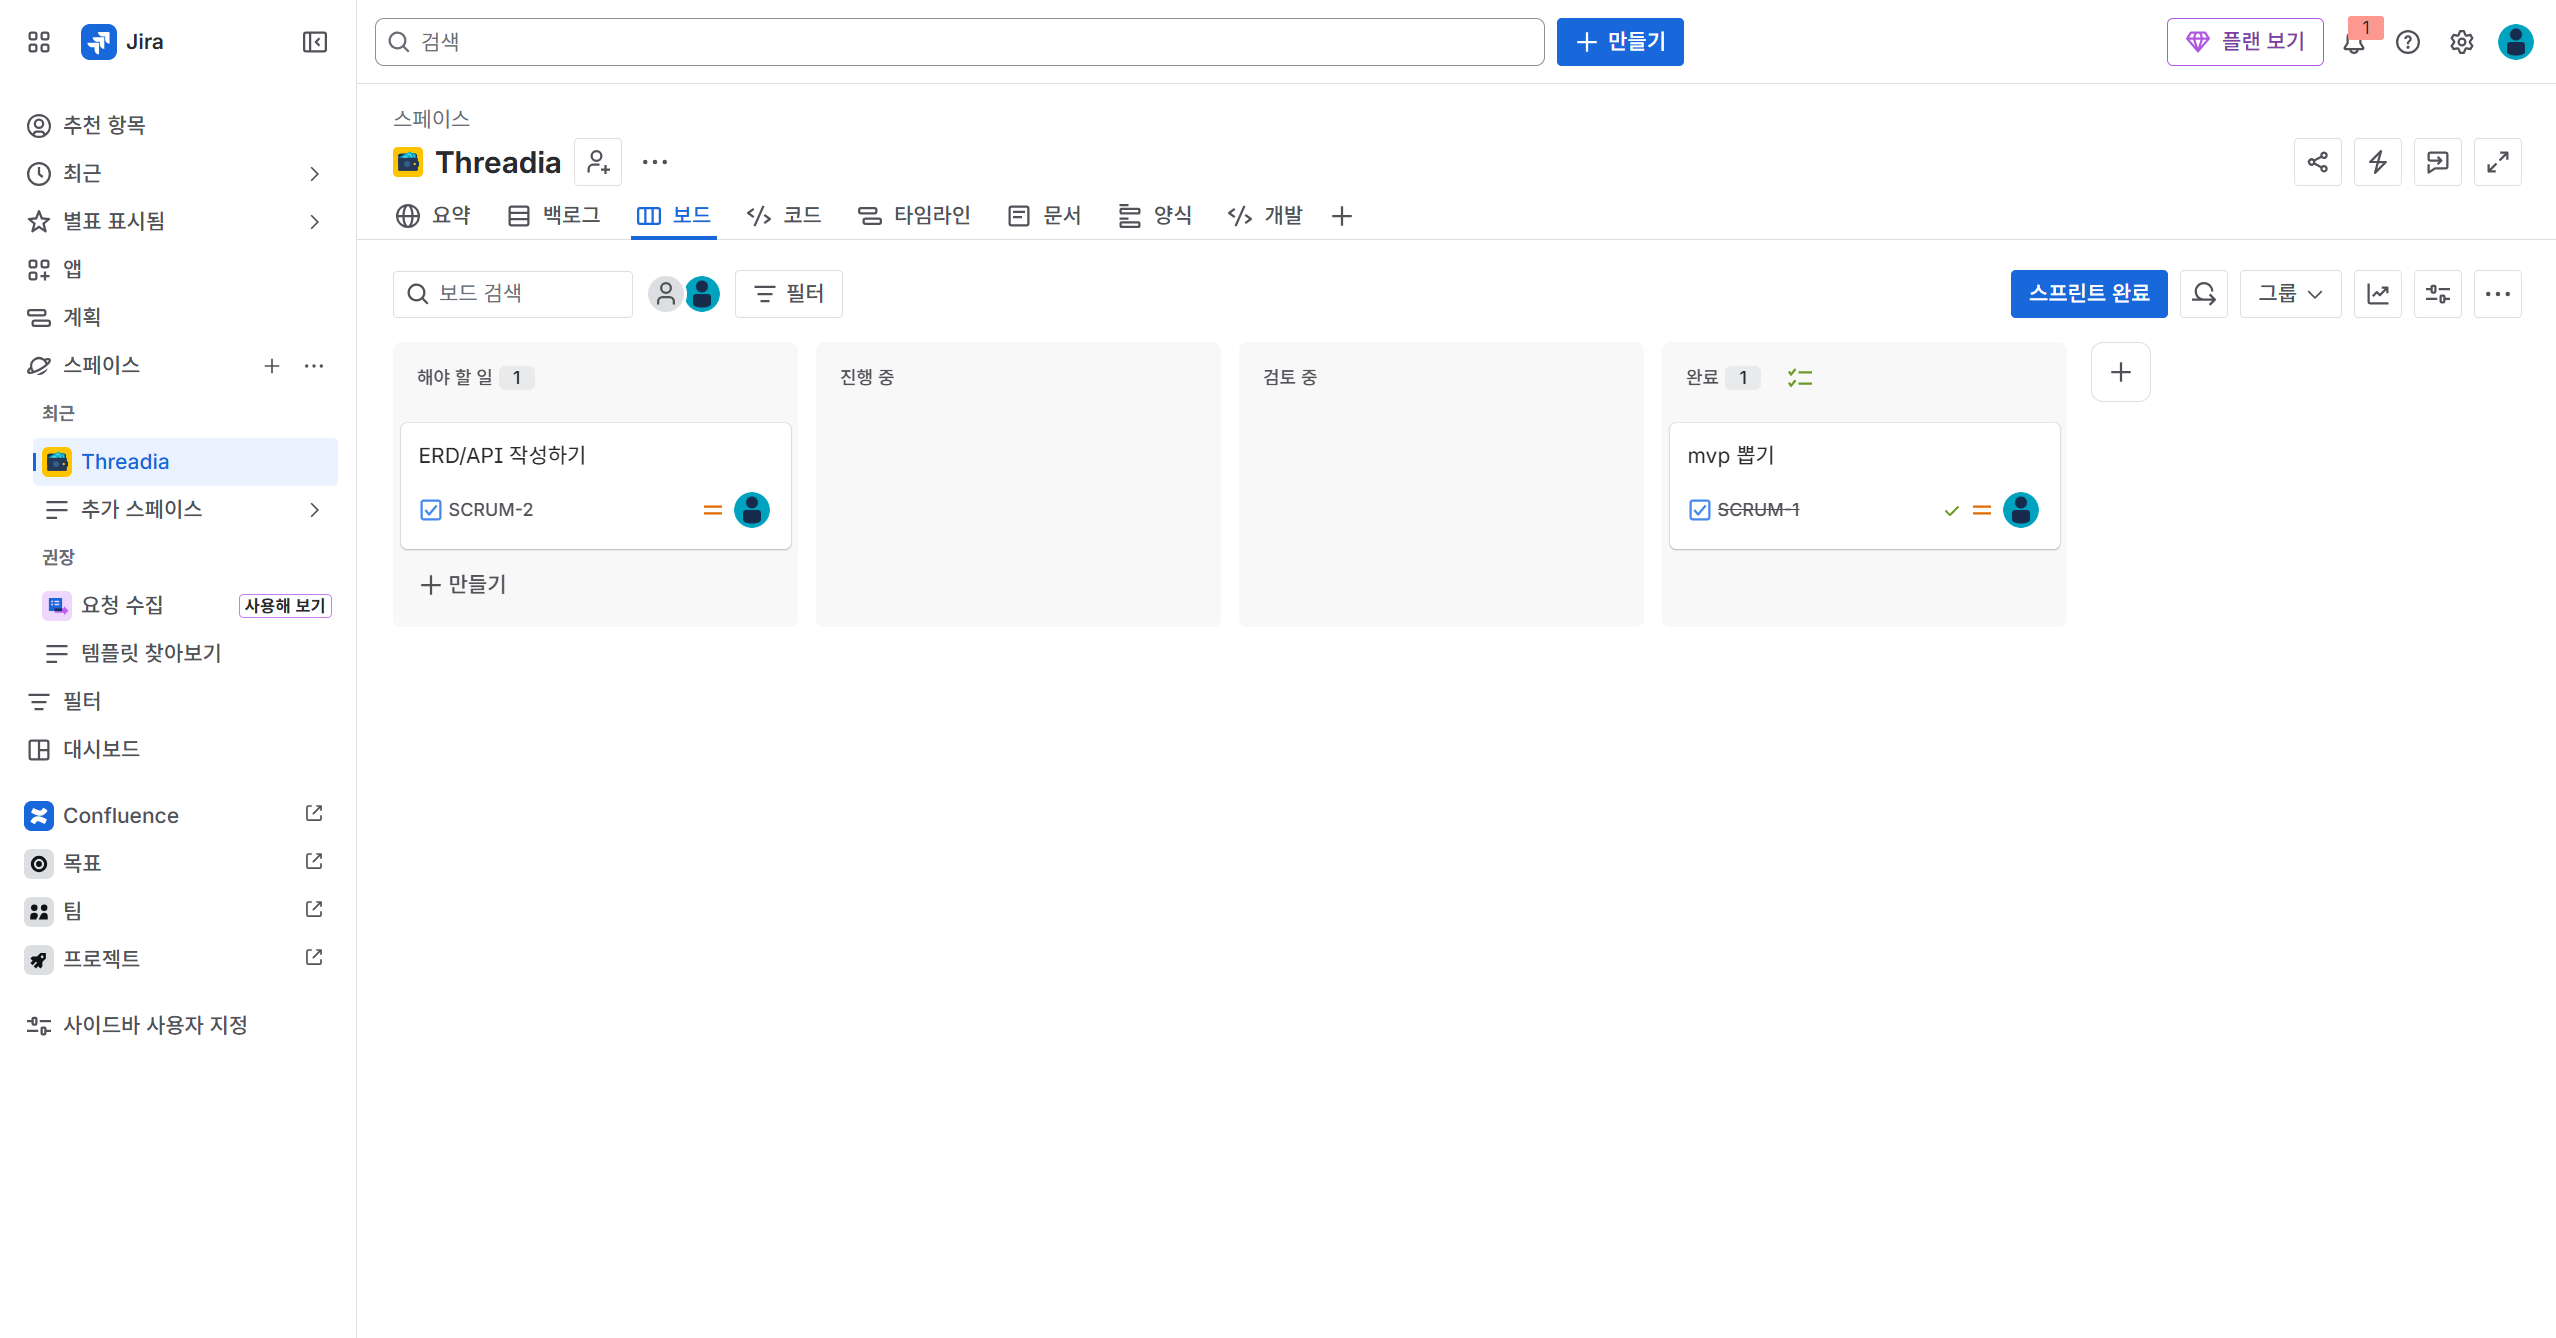 Jira
검색
만들기
플랜 보기
1
추천 항목
최근
별표 표시됨
앱
계획
스페이스
최근
Threadia
추가 스페이스
권장
요청 수집
사용해 보기
템플릿 찾아보기
필터
대시보드
Confluence
목표
팀
프로젝트
사이드바 사용자 지정
스페이스
Threadia
요약
백로그
보드
코드
타임라인
문서
양식
개발
보드 검색
필터
스프린트 완료
그룹
해야 할 일 1
ERD/API 작성하기
SCRUM-2
만들기
진행 중
검토 중
완료 1
mvp 뽑기
SCRUM-1